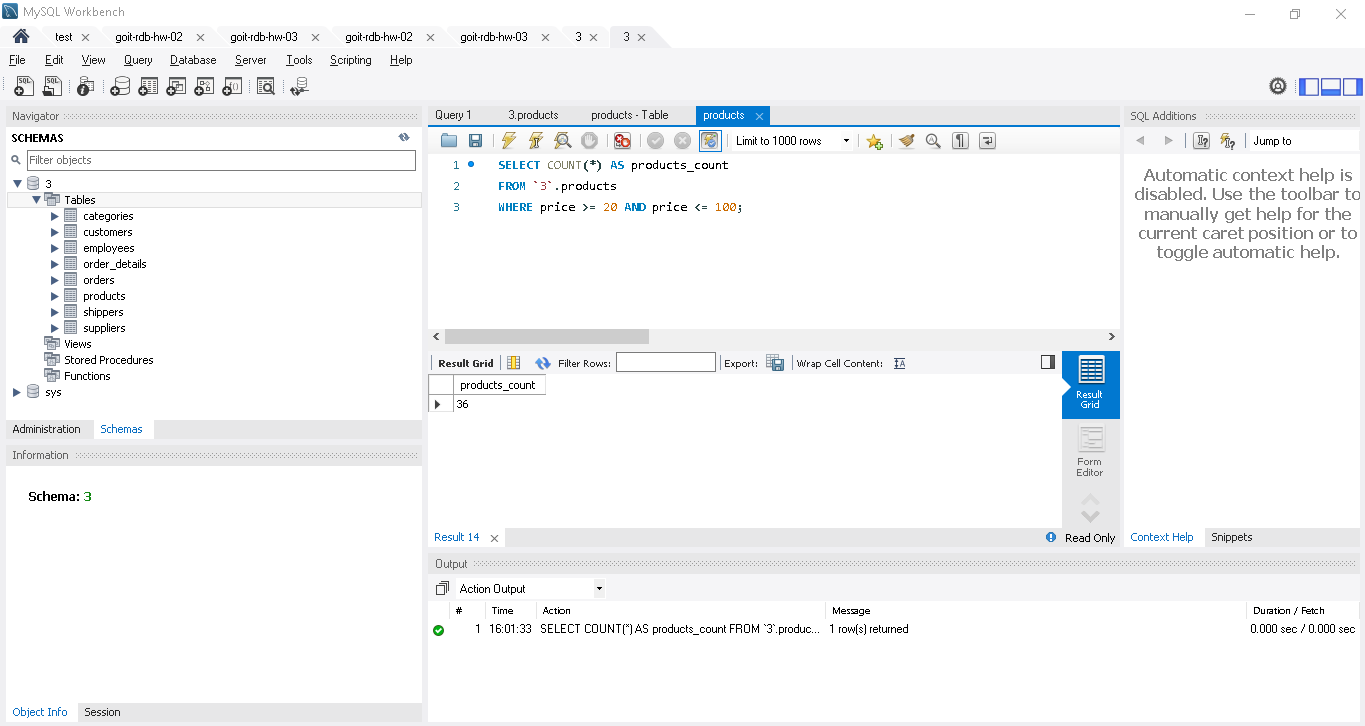 MySQL Workbench
test goit-rdb-hw-02 goit-rdb-hw-03 goit-rdb-hw-02 goit-rdb-hw-03 3 3
File Edit View Query Database Server Tools Scripting Help
Navigator
SCHEMAS
Filter objects
3
Tables
categories
customers
employees
order_details
orders
products
shippers
suppliers
Views
Stored Procedures
Functions
sys
Administration Schemas
Information
Schema: 3
Object Info Session
Query 1 3.products products - Table products
Limit to 1000 rows
1 SELECT COUNT(*) AS products_count
2 FROM `3`.products
3 WHERE price >= 20 AND price <= 100;
Result Grid Filter Rows: Export: Wrap Cell Content:
products_count
36
Result Grid
Form Editor
Result 14 Read Only
Output
Action Output
# Time Action Message Duration / Fetch
1 16:01:33 SELECT COUNT(*) AS products_count FROM `3`.produc... 1 row(s) returned 0.000 sec / 0.000 sec
SQL Additions
Jump to
Automatic context help is
disabled. Use the toolbar to
manually get help for the
current caret position or to
toggle automatic help.
Context Help Snippets